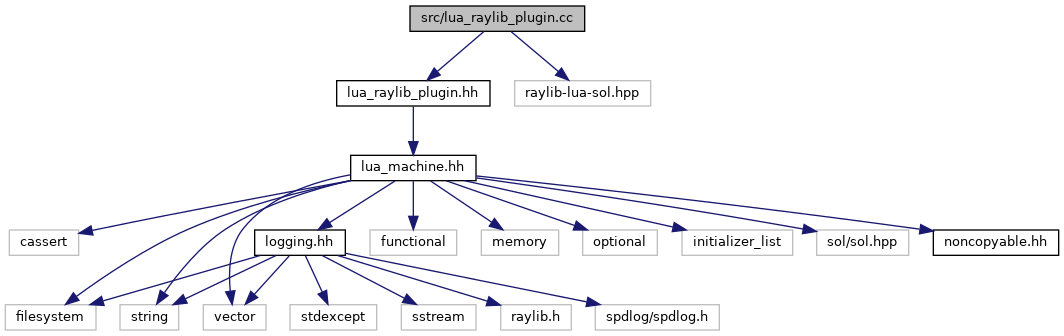 src/lua_raylib_plugin.cc
lua_raylib_plugin.hh
raylib-lua-sol.hpp
lua_machine.hh
cassert
logging.hh
functional
memory
optional
initializer_list
sol/sol.hpp
noncopyable.hh
filesystem
string
vector
stdexcept
sstream
raylib.h
spdlog/spdlog.h